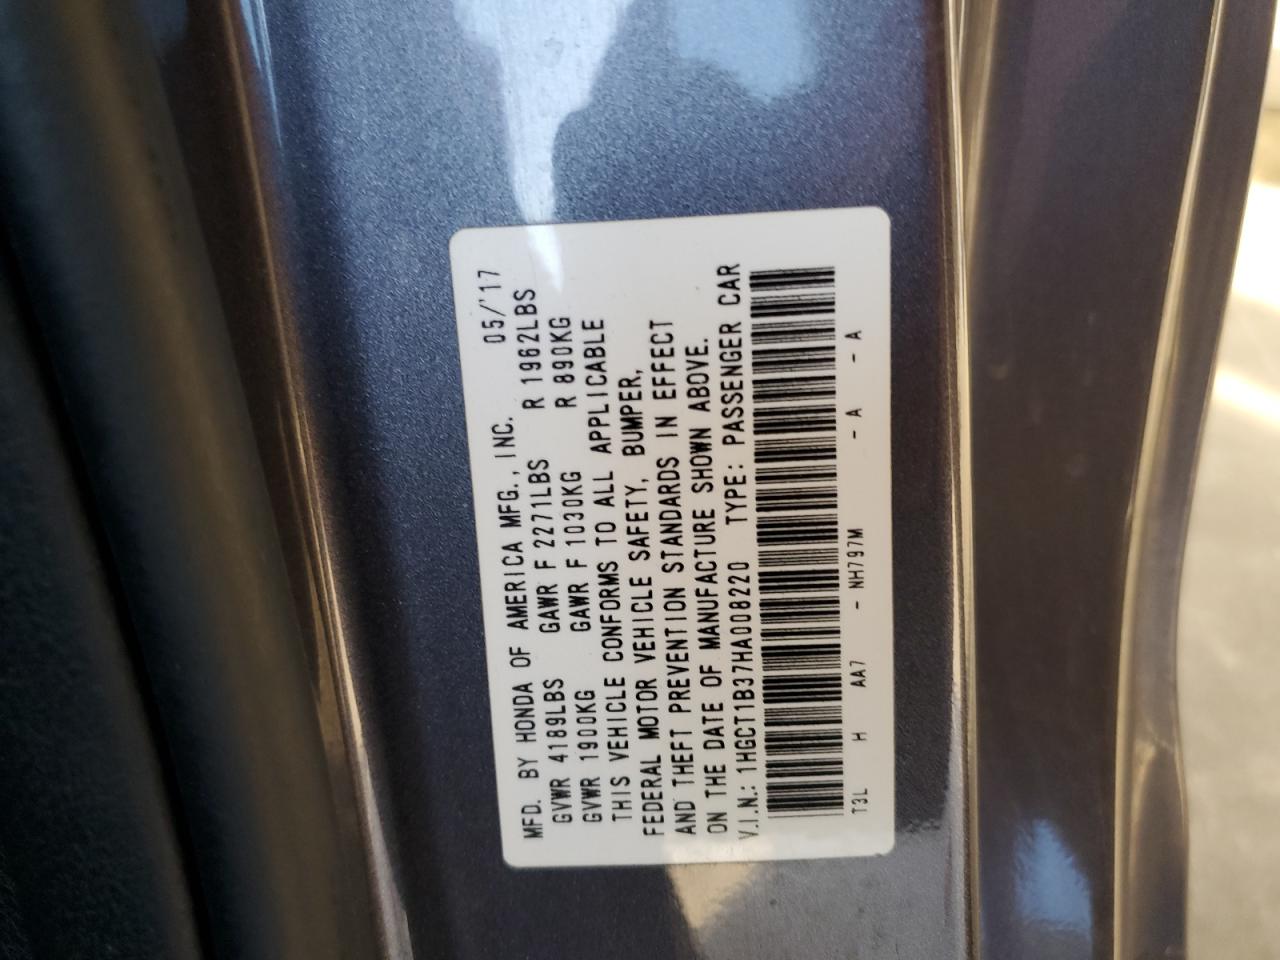 MFD. BY HONDA OF AMERICA MFG., INC. 05/'17
GVWR 4189LBS GAWR F 2271LBS R 1962LBS
GVWR 1900KG GAWR F 1030KG R 890KG
THIS VEHICLE CONFORMS TO ALL APPLICABLE
FEDERAL MOTOR VEHICLE SAFETY, BUMPER,
AND THEFT PREVENTION STANDARDS IN EFFECT
ON THE DATE OF MANUFACTURE SHOWN ABOVE.
V.I.N.: 1HGCT1B37HA008220 TYPE: PASSENGER CAR
T3L H AA7 - NH797M - A - A